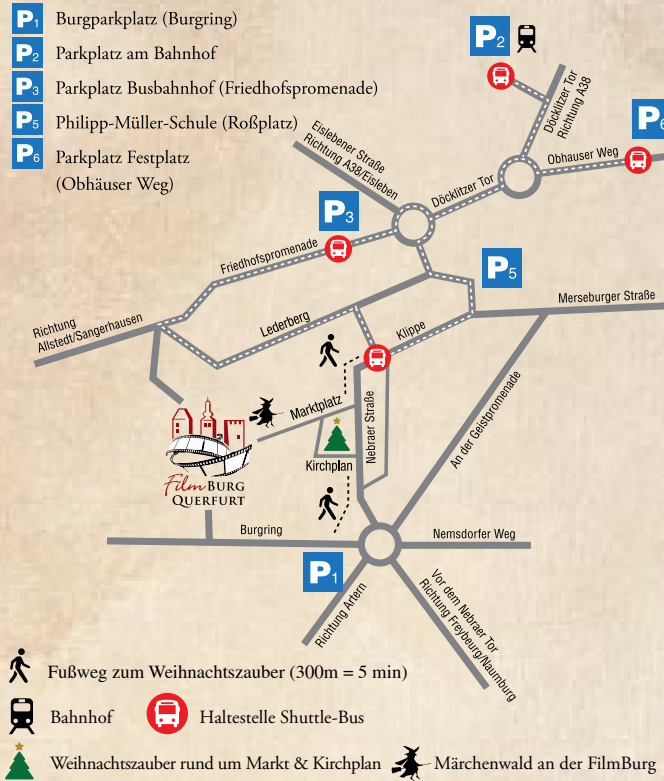 P1 Burgparkplatz (Burgring)
P2 Parkplatz am Bahnhof
P3 Parkplatz Busbahnhof (Friedhofspromenade)
P5 Philipp-Müller-Schule (Roßplatz)
P6 Parkplatz Festplatz
(Obhäuser Weg)
P2
Döcklitzer Tor
Richtung A38
P6
Obhauser Weg
Eislebener Straße
Richtung A38/Eisleben
Döcklitzer Tor
P3
Friedhofspromenade
P5
Merseburger Straße
Richtung
Allstedt/Sangerhausen
Lederberg
Klippe
Marktplatz
Nebraer Straße
An der Geistpromenade
Kirchplan
FilmBURG
QUERFURT
Burgring
Nemsdorfer Weg
P1
Richtung Artern
Vor dem Nebraer Tor
Richtung Freybeurg/Naumburg
Fußweg zum Weihnachtszauber (300m = 5 min)
Bahnhof
Haltestelle Shuttle-Bus
Weihnachtszauber rund um Markt & Kirchplan
Märchenwald an der FilmBurg